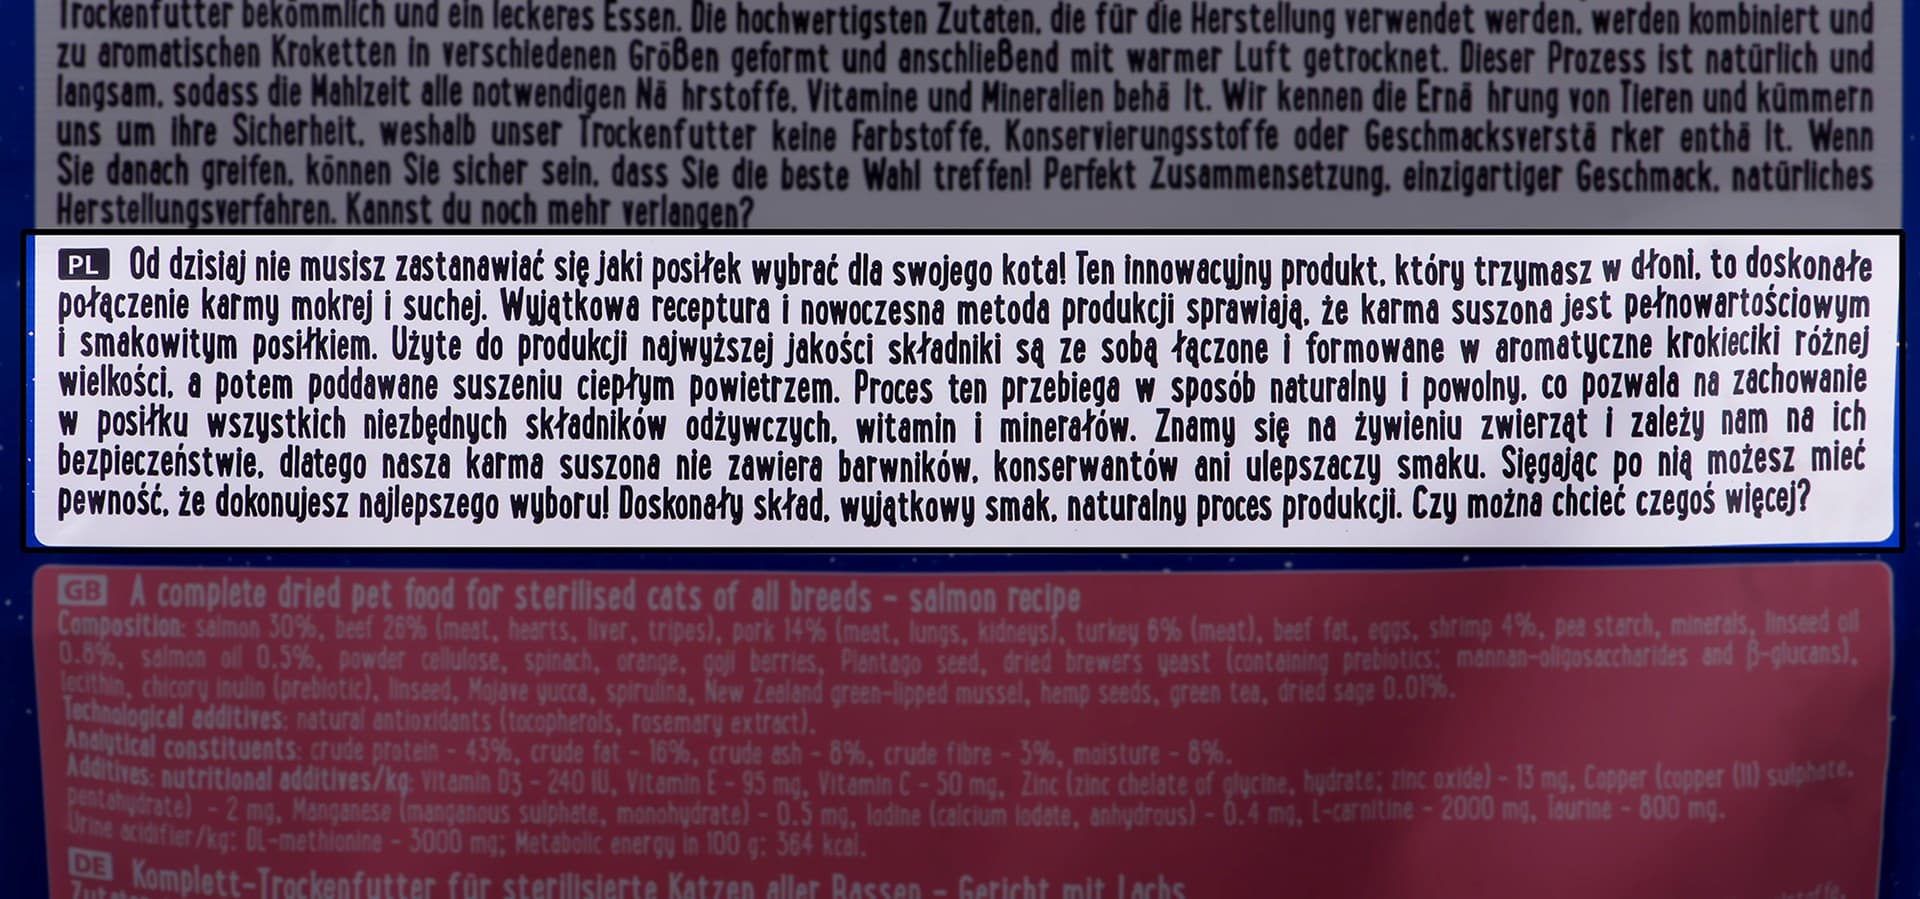 Trockenfutter bekömmlich und ein leckeres Essen. Die hochwertigsten Zutaten, die für die Herstellung verwendet werden, werden kombiniert und
zu aromatischen Kroketten in verschiedenen Größen geformt und anschließend mit warmer Luft getrocknet. Dieser Prozess ist natürlich und
langsam, sodass die Mahlzeit alle notwendigen Nä hrstoffe, Vitamine und Mineralien behä lt. Wir kennen die Ernä hrung von Tieren und kümmern
uns um ihre Sicherheit, weshalb unser Trockenfutter keine Farbstoffe, Konservierungsstoffe oder Geschmacksverstä rker enthä lt. Wenn
Sie danach greifen, können Sie sicher sein, dass Sie die beste Wahl treffen! Perfekt Zusammensetzung, einzigartiger Geschmack, natürliches
Herstellungsverfahren. Kannst du noch mehr verlangen?
PL Od dzisiaj nie musisz zastanawiać się jaki posiłek wybrać dla swojego kota! Ten innowacyjny produkt, który trzymasz w dłoni, to doskonałe
połączenie karmy mokrej i suchej. Wyjątkowa receptura i nowoczesna metoda produkcji sprawiają, że karma suszona jest pełnowartościowym
i smakowitym posiłkiem. Użyte do produkcji najwyższej jakości składniki są ze sobą łączone i formowane w aromatyczne krokieciki różnej
wielkości, a potem poddawane suszeniu ciepłym powietrzem. Proces ten przebiega w sposób naturalny i powolny, co pozwala na zachowanie
w posiłku wszystkich niezbędnych składników odżywczych, witamin i minerałów. Znamy się na żywieniu zwierząt i zależy nam na ich
bezpieczeństwie, dlatego nasza karma suszona nie zawiera barwników, konserwantów ani ulepszaczy smaku. Sięgając po nią możesz mieć
pewność, że dokonujesz najlepszego wyboru! Doskonały skład, wyjątkowy smak, naturalny proces produkcji. Czy można chcieć czegoś więcej?
GB A complete dried pet food for sterilised cats of all breeds - salmon recipe
Composition: salmon 30%, beef 26% (meat, hearts, liver, tripes), pork 14% (meat, lungs, kidneys), turkey 6% (meat), beef fat, eggs, shrimp 4%, pea starch, minerals, linseed oil
0.8%, salmon oil 0.5%, powder cellulose, spinach, orange, goji berries, Plantago seed, dried brewers yeast (containing prebiotics: mannan-oligosaccharides and β-glucans),
lecithin, chicory inulin (prebiotic), linseed, Mojave yucca, spirulina, New Zealand green-lipped mussel, hemp seeds, green tea, dried sage 0.01%.
Technological additives: natural antioxidants (tocopherols, rosemary extract).
Analytical constituents: crude protein - 43%, crude fat - 16%, crude ash - 8%, crude fibre - 3%, moisture - 8%.
Additives: nutritional additives/kg: Vitamin D3 - 240 IU, Vitamin E - 95 mg, Vitamin C - 50 mg, Zinc (zinc chelate of glycine, hydrate; zinc oxide) - 13 mg, Copper (copper (II) sulphate,
pentahydrate) - 2 mg, Manganese (manganous sulphate, monohydrate) - 0.5 mg, Iodine (calcium iodate, anhydrous) - 0.4 mg, L-carnitine - 2000 mg, Taurine - 800 mg.
Urine acidifier/kg: DL-methionine - 3000 mg; Metabolic energy in 100 g: 364 kcal.
DE Komplett-Trockenfutter für sterilisierte Katzen aller Rassen - Gericht mit Lachs